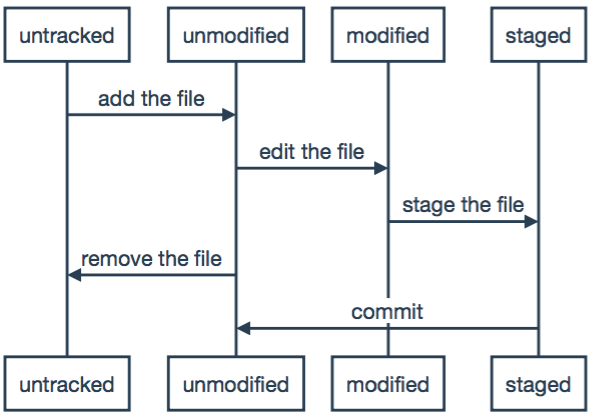 untracked
unmodified
modified
staged
add the file
edit the file
stage the file
remove the file
commit
untracked
unmodified
modified
staged